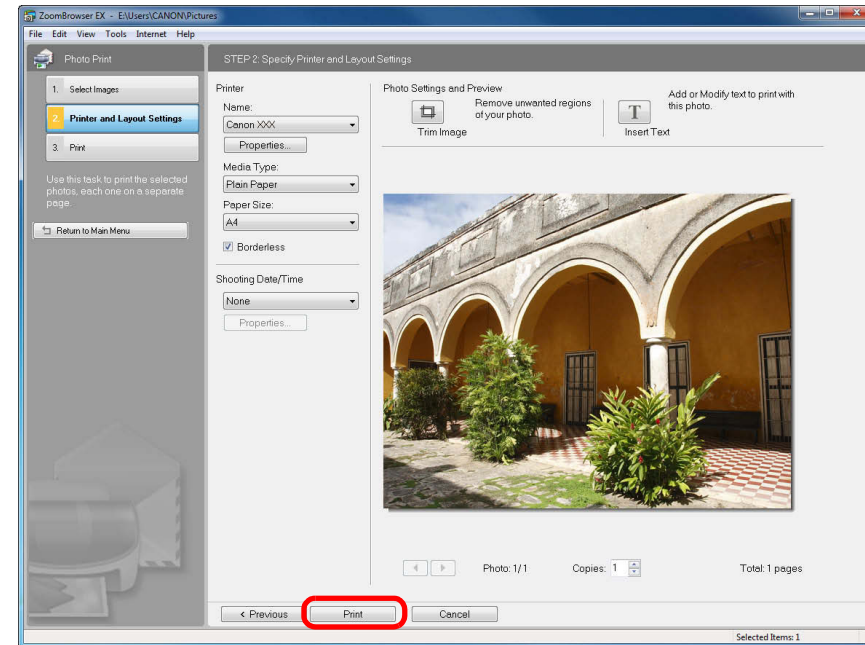 ZoomBrowser EX - E:\Users\CANON\Pictures
File Edit View Tools Internet Help
Photo Print
1. Select Images
2. Printer and Layout Settings
3. Print
Use this task to print the selected
photos, each one on a separate
page.
Return to Main Menu
STEP 2: Specify Printer and Layout Settings
Printer
Name:
Canon XXX
Properties...
Media Type:
Plain Paper
Paper Size:
A4
Borderless
Shooting Date/Time
None
Properties...
Photo Settings and Preview
Remove unwanted regions
of your photo.
Trim Image
Add or Modify text to print with
this photo.
T
Insert Text
Photo: 1/1
Copies: 1
Total: 1 pages
< Previous
Print
Cancel
Selected Items: 1